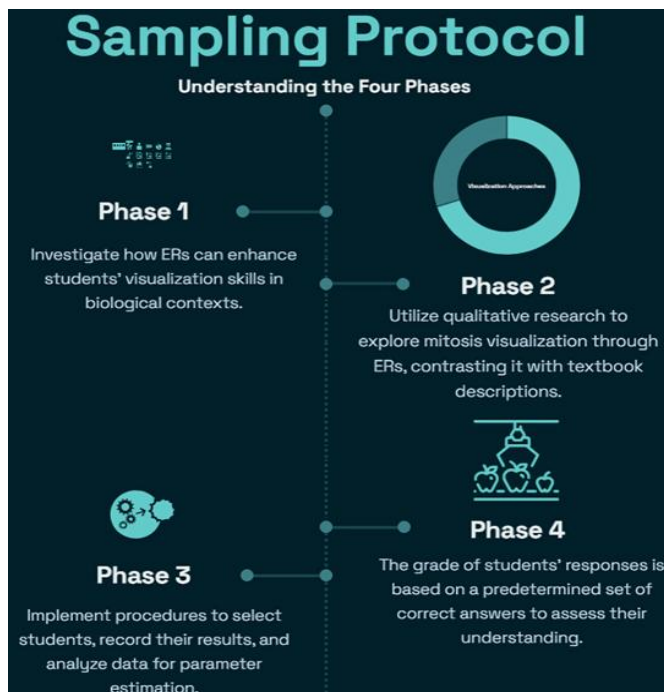 Sampling Protocol
Understanding the Four Phases
Phase 1
Investigate how ERs can enhance
students' visualization skills in
biological contexts.
Visualization Approaches
Phase 2
Utilize qualitative research to
explore mitosis visualization through
ERs, contrasting it with textbook
descriptions.
Phase 3
Implement procedures to select
students, record their results, and
analyze data for parameter
estimation.
Phase 4
The grade of students' responses is
based on a predetermined set of
correct answers to assess their
understanding.